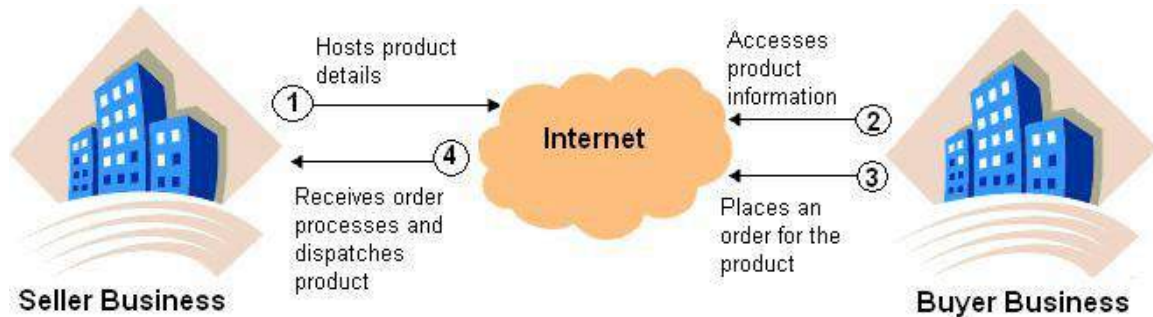 Hosts product
details
1
Accesses
product
information
2
Internet
4
Receives order
processes and
dispatches
product
3
Places an
order for the
product
Seller Business
Buyer Business